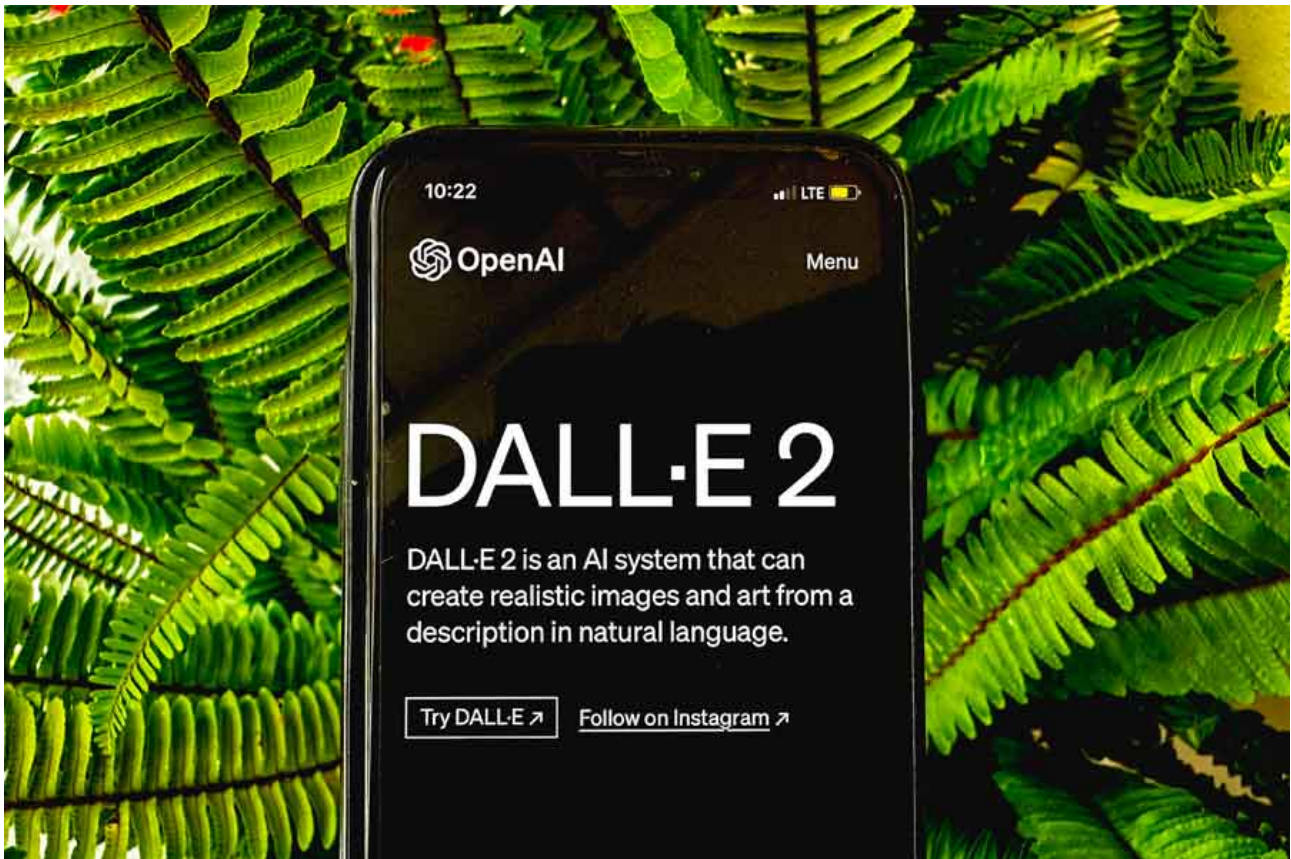 10:22
LTE
OpenAI
Menu
DALL·E 2
DALL·E 2 is an AI system that can
create realistic images and art from a
description in natural language.
Try DALL·E ↗
Follow on Instagram ↗